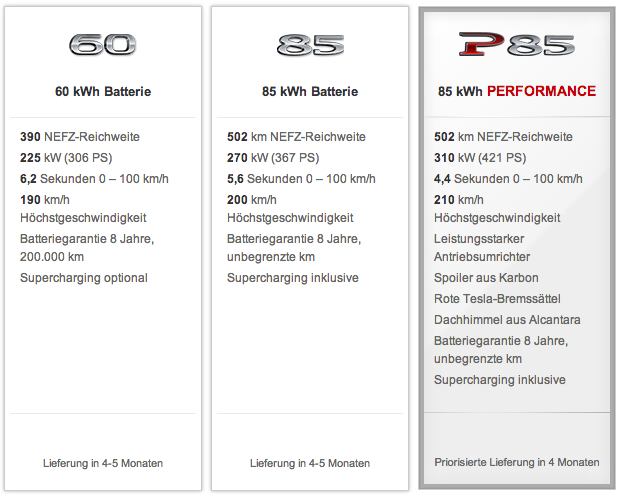 60
60 kWh Batterie
390 NEFZ-Reichweite
225 kW (306 PS)
6,2 Sekunden 0 – 100 km/h
190 km/h
Höchstgeschwindigkeit
Batteriegarantie 8 Jahre,
200.000 km
Supercharging optional
Lieferung in 4-5 Monaten
85
85 kWh Batterie
502 km NEFZ-Reichweite
270 kW (367 PS)
5,6 Sekunden 0 – 100 km/h
200 km/h
Höchstgeschwindigkeit
Batteriegarantie 8 Jahre,
unbegrenzte km
Supercharging inklusive
Lieferung in 4-5 Monaten
P85
85 kWh PERFORMANCE
502 km NEFZ-Reichweite
310 kW (421 PS)
4,4 Sekunden 0 – 100 km/h
210 km/h
Höchstgeschwindigkeit
Leistungsstarker
Antriebsumrichter
Spoiler aus Karbon
Rote Tesla-Bremssättel
Dachhimmel aus Alcantara
Batteriegarantie 8 Jahre,
unbegrenzte km
Supercharging inklusive
Priorisierte Lieferung in 4 Monaten